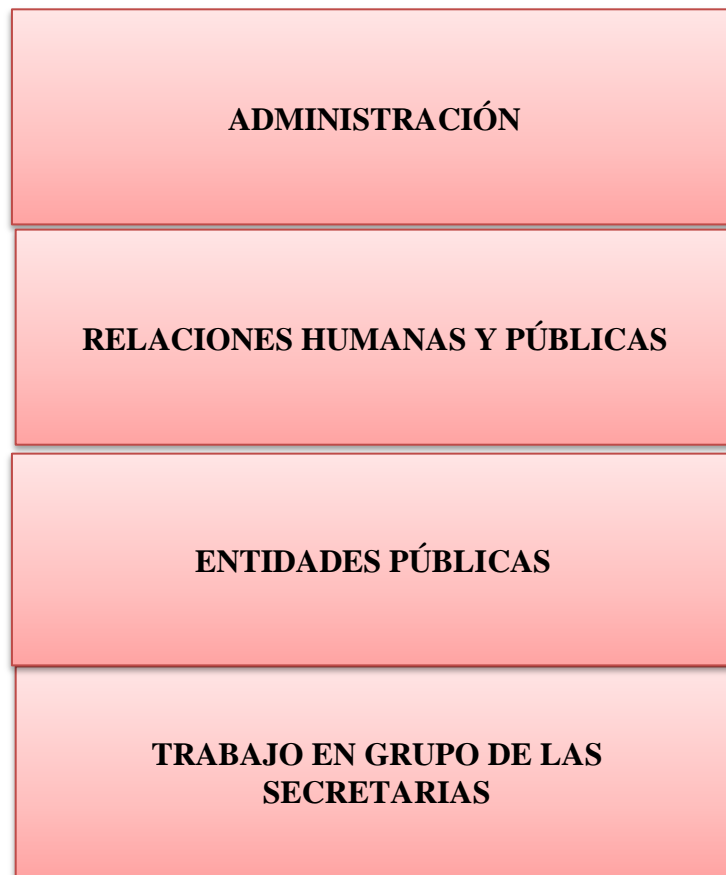 ADMINISTRACIÓN
RELACIONES HUMANAS Y PÚBLICAS
ENTIDADES PÚBLICAS
TRABAJO EN GRUPO DE LAS
SECRETARIAS